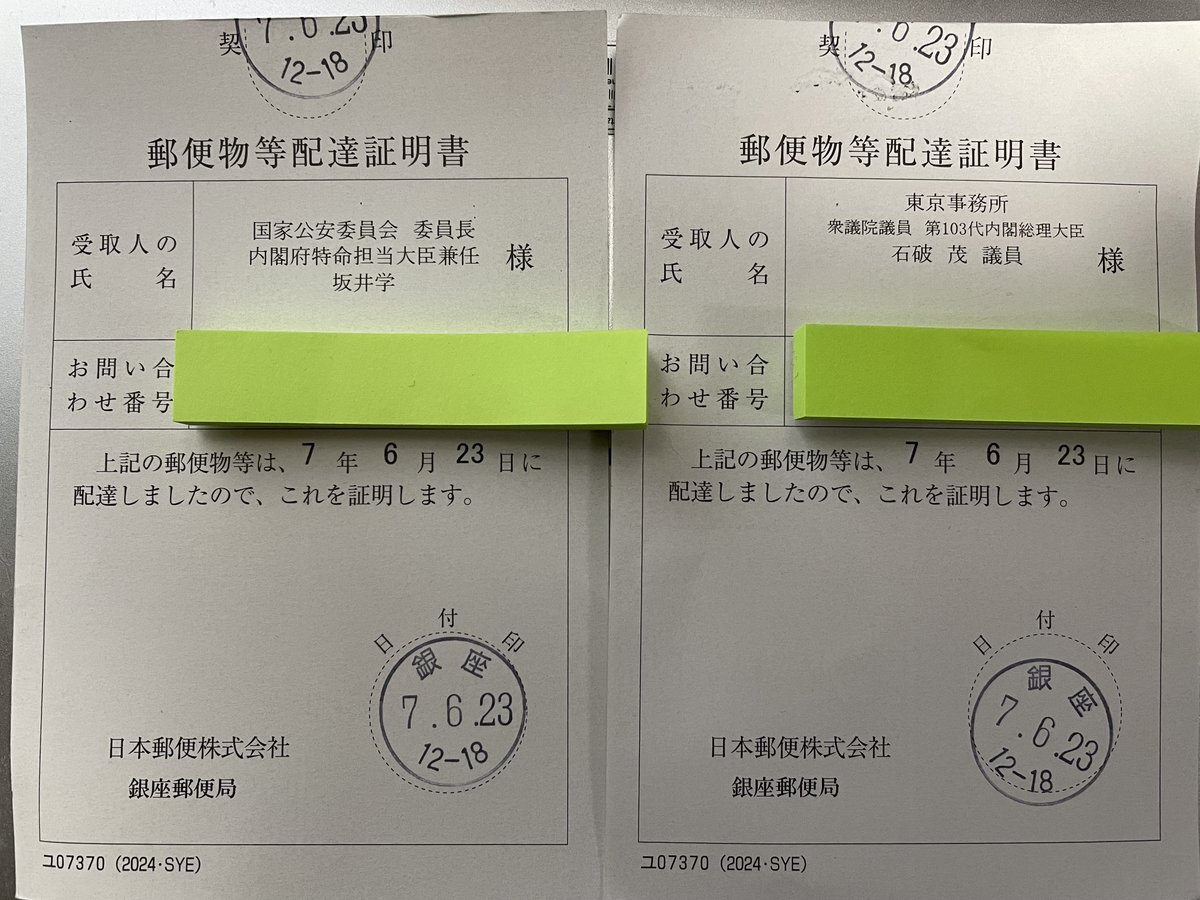 契 印
7.6.23
12-18
郵便物等配達証明書
受取人の
氏 名
国家公安委員会 委員長
内閣府特命担当大臣兼任
坂井学
様
お問い合
わせ番号
上記の郵便物等は、7 年 6 月 23 日に
配達しましたので、これを証明します。
日 付 印
銀座
7.6.23
12-18
日本郵便株式会社
銀座郵便局
ユ07370（2024・SYE）
契 印
.6.23
12-18
郵便物等配達証明書
受取人の
氏 名
東京事務所
衆議院議員 第103代内閣総理大臣
石破 茂 議員
様
お問い合
わせ番号
上記の郵便物等は、7 年 6 月 23 日に
配達しましたので、これを証明します。
日 付 印
銀座
7.6.23
12-18
日本郵便株式会社
銀座郵便局
ユ07370（2024・SYE）